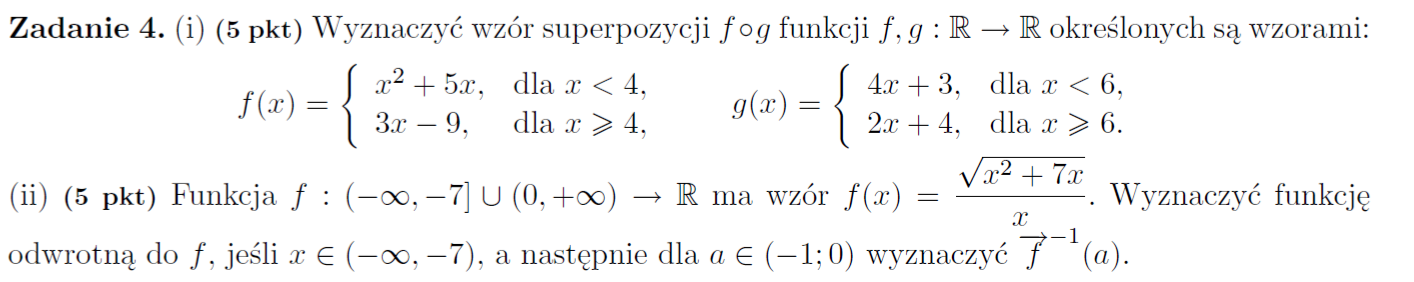 Zadanie 4. (i) (5 pkt) Wyznaczyć wzór superpozycji f∘g funkcji f, g : ℝ → ℝ określonych są wzorami:
f(x) = { x² + 5x, dla x < 4, g(x) = { 4x + 3, dla x < 6,
3x − 9, dla x ⩾ 4, 2x + 4, dla x ⩾ 6.
(ii) (5 pkt) Funkcja f : (−∞, −7] ∪ (0, +∞) → ℝ ma wzór f(x) = √(x² + 7x) / x. Wyznaczyć funkcję
odwrotną do f, jeśli x ∈ (−∞, −7), a następnie dla a ∈ (−1; 0) wyznaczyć f⃗⁻¹(a).